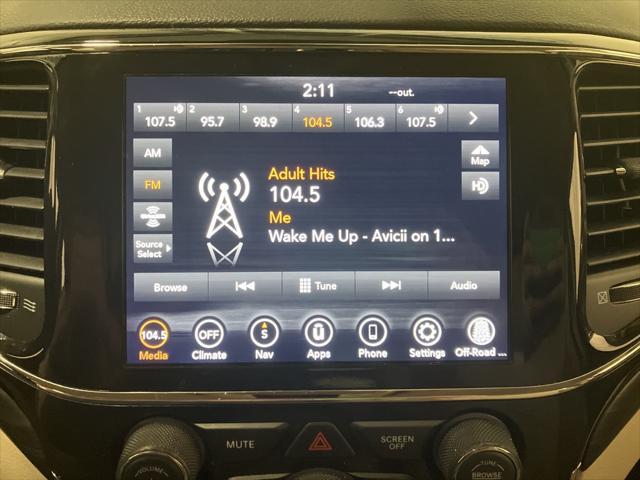 2:11 --out.
1 2 3 4 5 6
107.5 95.7 98.9 104.5 106.3 107.5
AM
FM
Source Select
Adult Hits
104.5
Me
Wake Me Up - Avicii on 1...
Map
HD
Browse Tune Audio
104.5 OFF S
Media Climate Nav Apps Phone Settings Off-Road
MUTE SCREEN OFF
VOLUME TUNE
BROWSE